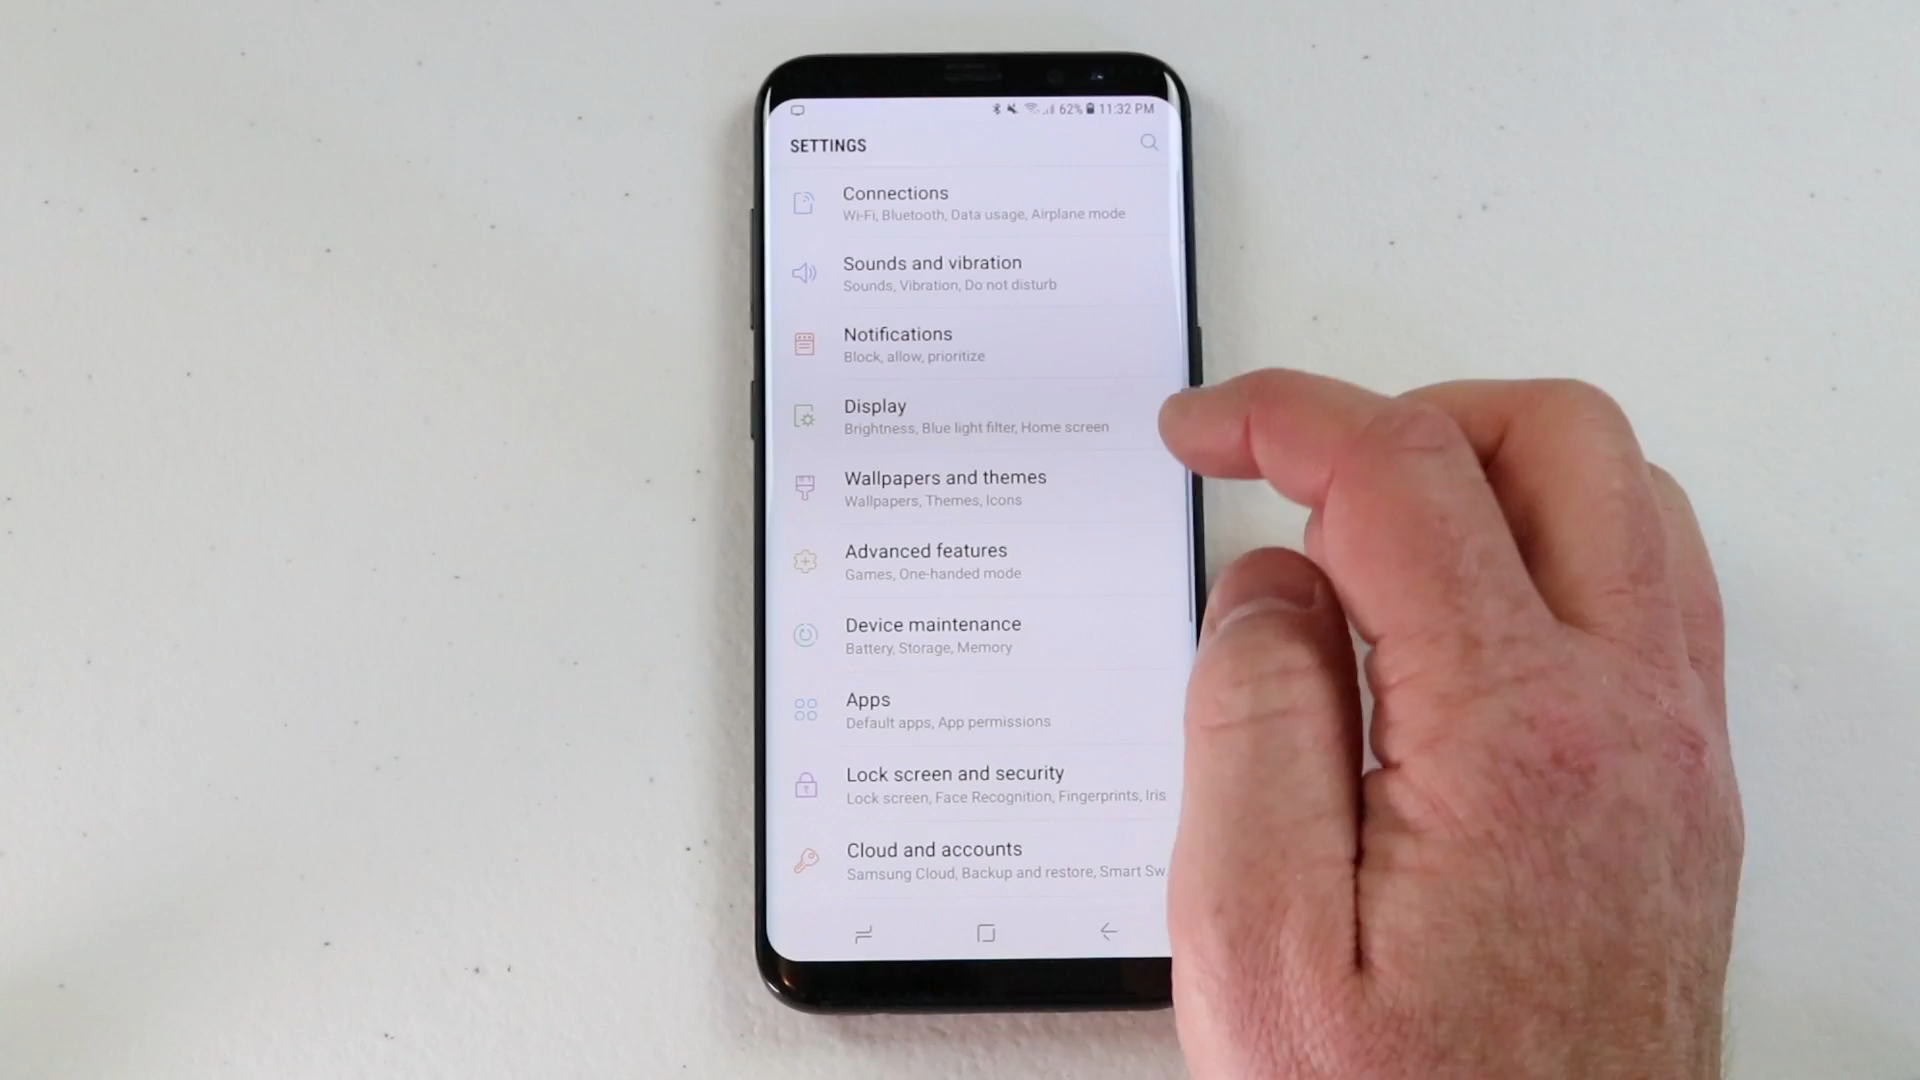 62% 11:32 PM
SETTINGS
Connections
Wi-Fi, Bluetooth, Data usage, Airplane mode
Sounds and vibration
Sounds, Vibration, Do not disturb
Notifications
Block, allow, prioritize
Display
Brightness, Blue light filter, Home screen
Wallpapers and themes
Wallpapers, Themes, Icons
Advanced features
Games, One-handed mode
Device maintenance
Battery, Storage, Memory
Apps
Default apps, App permissions
Lock screen and security
Lock screen, Face Recognition, Fingerprints, Iris
Cloud and accounts
Samsung Cloud, Backup and restore, Smart Sw